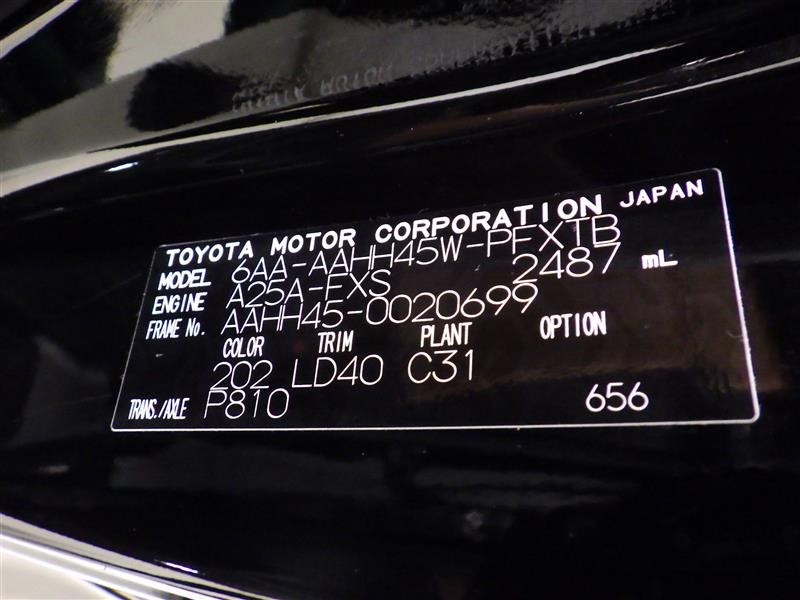 TOYOTA MOTOR CORPORATION JAPAN
MODEL 6AA-AAHH45W-PFXTB
ENGINE A25A-FXS 2487 mL
FRAME No. AAHH45-0020699
COLOR TRIM PLANT OPTION
202 LD40 C31
TRANS./AXLE P810 656